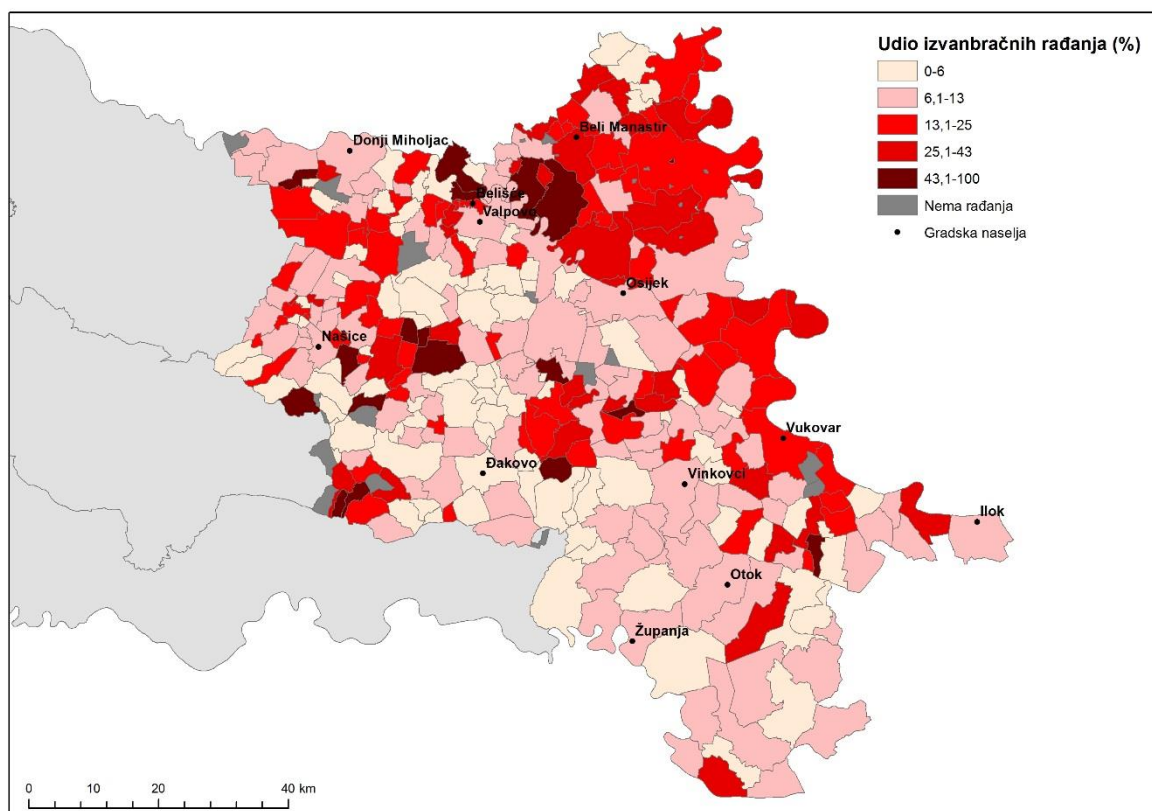 Udio izvanbračnih rađanja (%)
0-6
6,1-13
13,1-25
25,1-43
43,1-100
Nema rađanja
Gradska naselja
Beli Manastir
Donji Miholjac
Belišće
Valpovo
Osijek
Našice
Vukovar
Đakovo
Vinkovci
Ilok
Otok
Županja
0 10 20 40 km